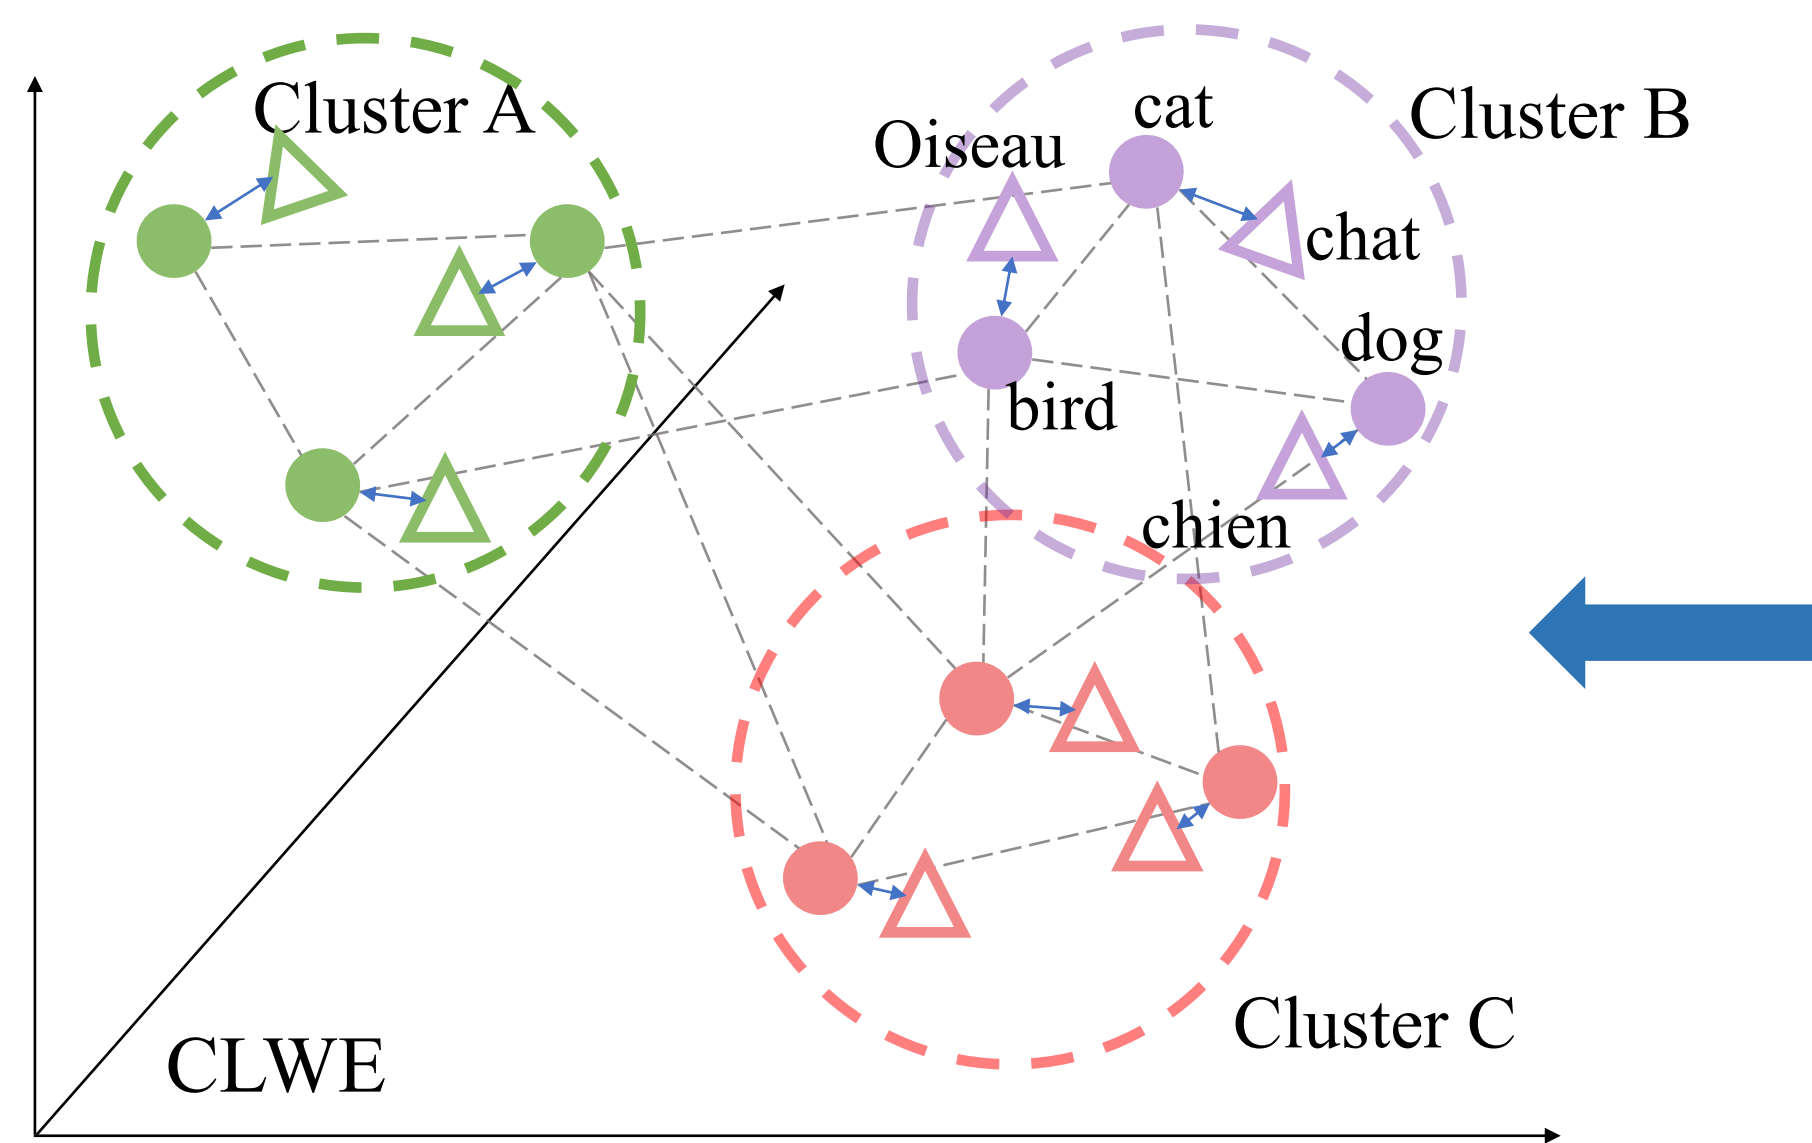 Cluster A
cat
Cluster B
Oiseau
chat
dog
bird
chien
Cluster C
CLWE